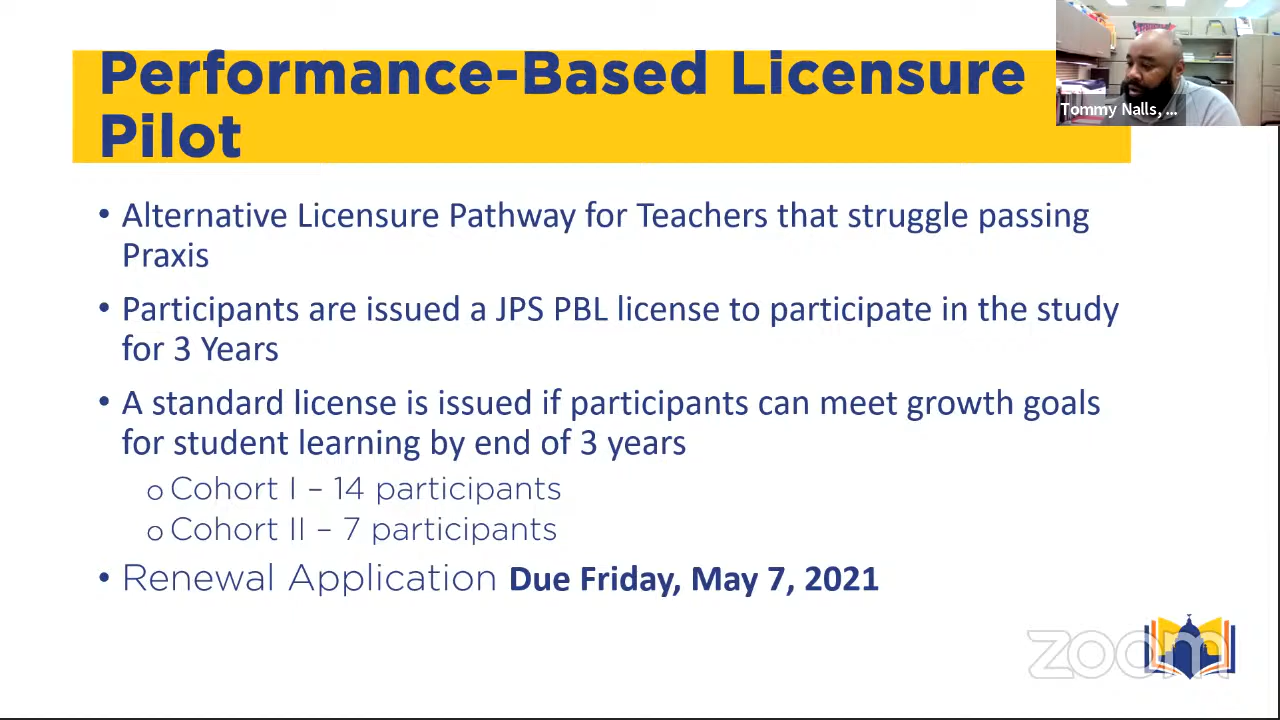 Performance-Based Licensure
Pilot
Tommy Nalls, ...
• Alternative Licensure Pathway for Teachers that struggle passing
Praxis
• Participants are issued a JPS PBL license to participate in the study
for 3 Years
• A standard license is issued if participants can meet growth goals
for student learning by end of 3 years
o Cohort I – 14 participants
o Cohort II – 7 participants
• Renewal Application Due Friday, May 7, 2021
zoom